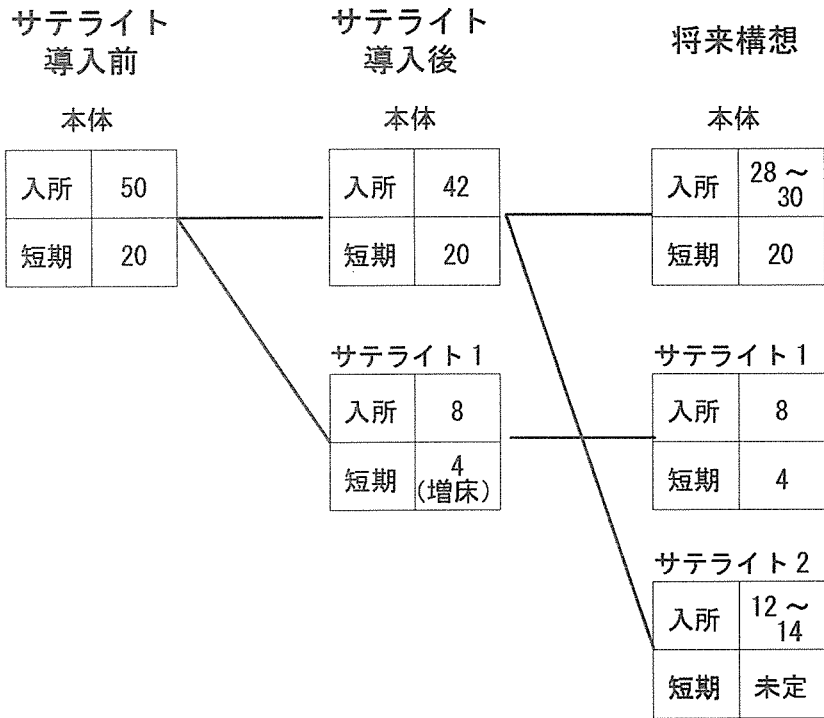 サテライト
導入前
本体
入所 50
短期 20
サテライト
導入後
本体
入所 42
短期 20
サテライト1
入所 8
短期 4
(増床)
将来構想
本体
入所 28～
30
短期 20
サテライト1
入所 8
短期 4
サテライト2
入所 12～
14
短期 未定